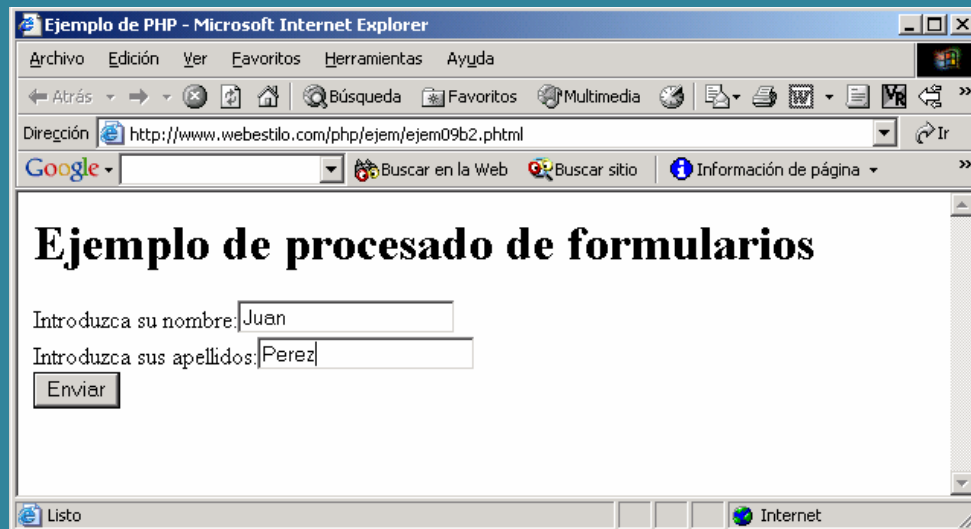 Ejemplo de PHP - Microsoft Internet Explorer
Archivo Edición Ver Favoritos Herramientas Ayuda
Atrás Búsqueda Favoritos Multimedia W VR »
Dirección http://www.webestilo.com/php/ejem/ejem09b2.phtml Ir
Google Buscar en la Web Buscar sitio Información de página »
Ejemplo de procesado de formularios
Introduzca su nombre: Juan
Introduzca sus apellidos: Perez
Enviar
Listo Internet